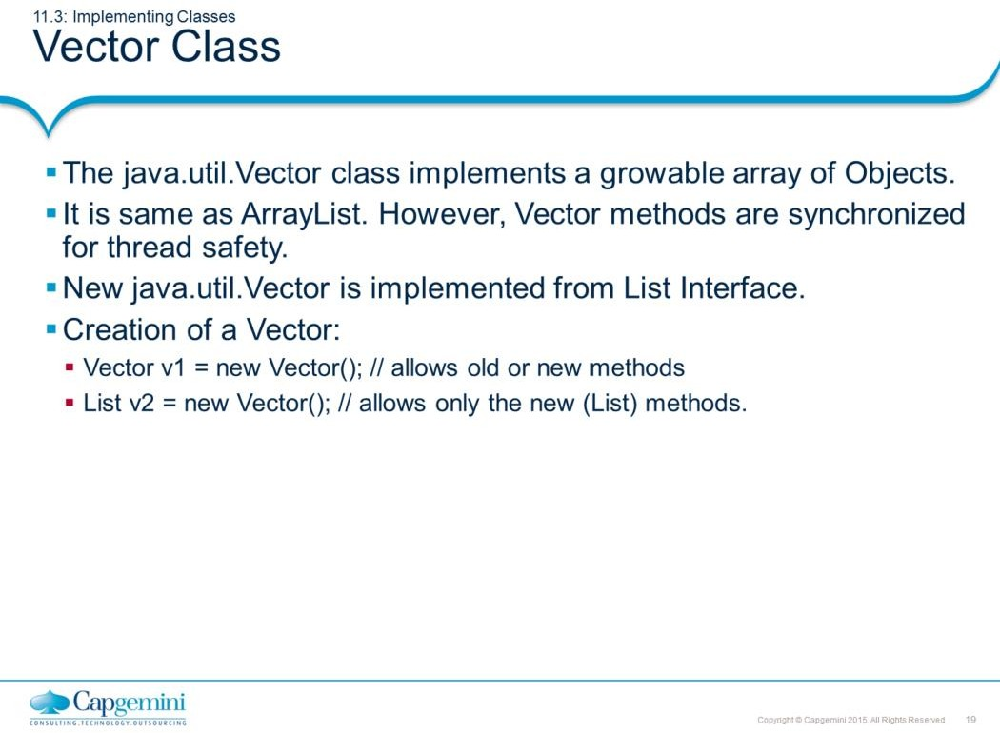 11.3: Implementing Classes
Vector Class
▪ The java.util.Vector class implements a growable array of Objects.
▪ It is same as ArrayList. However, Vector methods are synchronized
for thread safety.
▪ New java.util.Vector is implemented from List Interface.
▪ Creation of a Vector:
▪ Vector v1 = new Vector(); // allows old or new methods
▪ List v2 = new Vector(); // allows only the new (List) methods.
Capgemini
CONSULTING.TECHNOLOGY.OUTSOURCING
Copyright © Capgemini 2015. All Rights Reserved 19